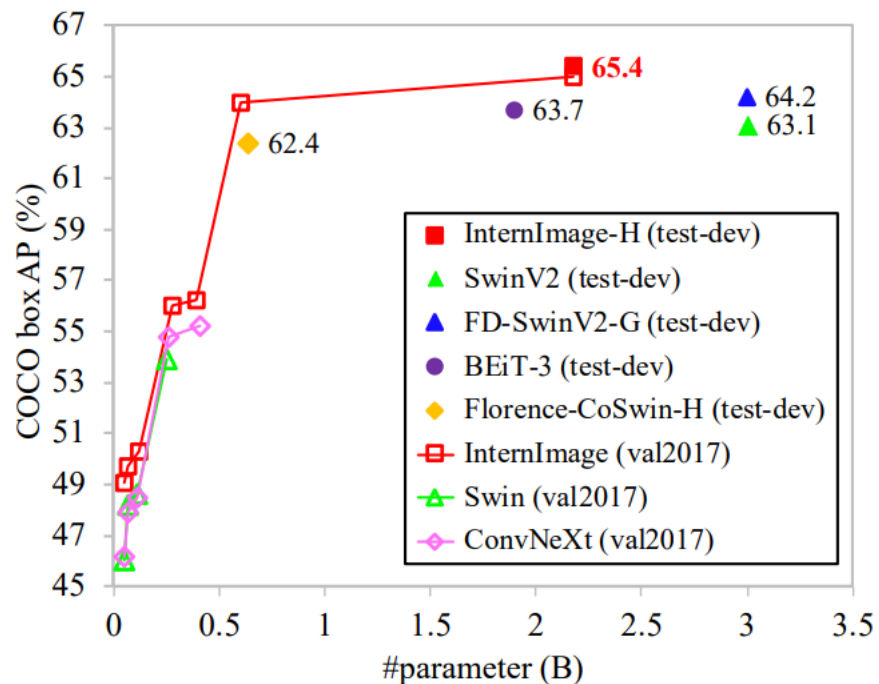 67
65
63
61
59
57
55
53
51
49
47
45
COCO box AP (%)
65.4
64.2
63.7
63.1
62.4
InternImage-H (test-dev)
SwinV2 (test-dev)
FD-SwinV2-G (test-dev)
BEiT-3 (test-dev)
Florence-CoSwin-H (test-dev)
InternImage (val2017)
Swin (val2017)
ConvNeXt (val2017)
0 0.5 1 1.5 2 2.5 3 3.5
#parameter (B)